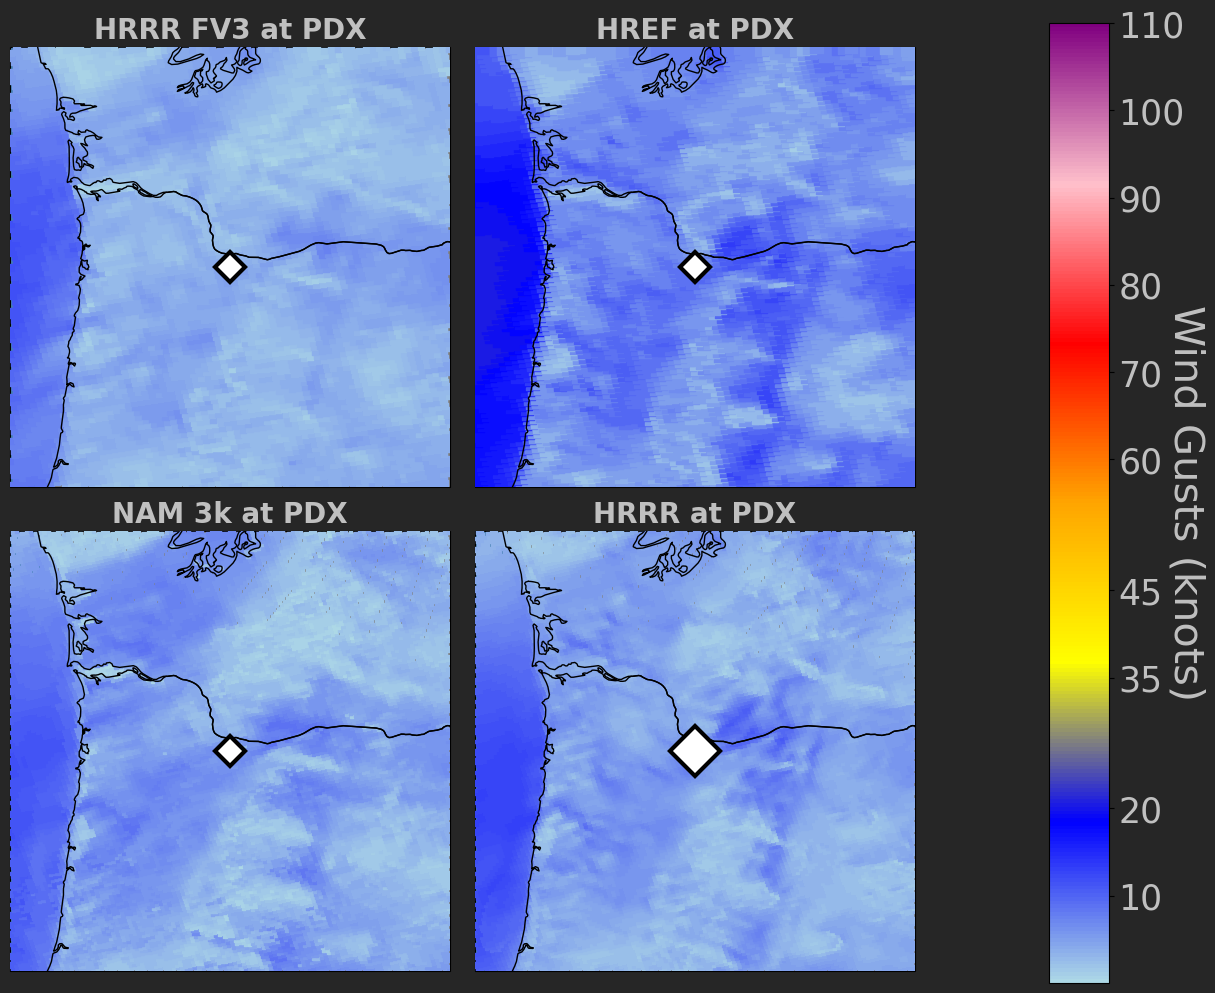 HRRR FV3 at PDX
HREF at PDX
NAM 3k at PDX
HRRR at PDX
110
100
90
80
70
60
45
35
20
10
Wind Gusts (knots)